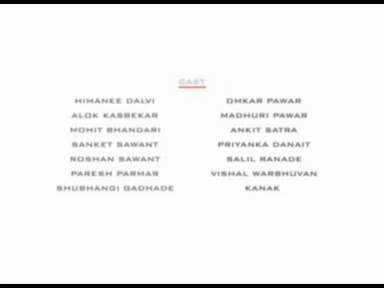 CAST
HIMANEE DALVI
ALOK KASBEKAR
MOHIT BHANDARI
SANKET SAWANT
ROSHAN SAWANT
PARESH PARMAR
SHUBHANGI GADHADE
OMKAR PAWAR
MADHURI PAWAR
ANKIT SATRA
PRIYANKA DANAIT
SALIL RANADE
VISHAL WARBHUVAN
KANAK